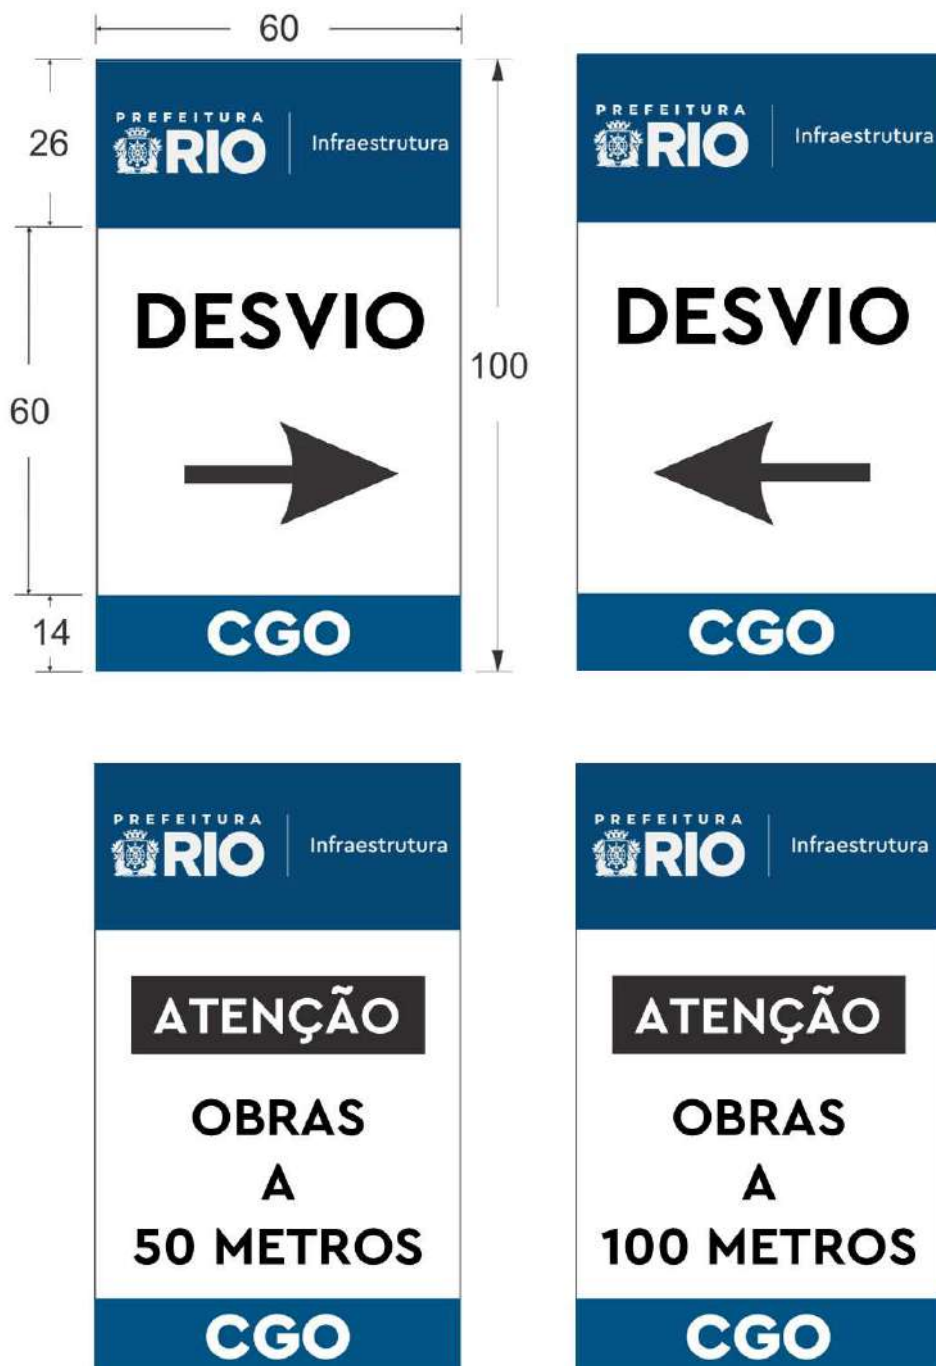 60
26
60
14
100
PREFEITURA
RIO
Infraestrutura
DESVIO
CGO
PREFEITURA
RIO
Infraestrutura
DESVIO
CGO
PREFEITURA
RIO
Infraestrutura
ATENÇÃO
OBRAS
A
50 METROS
CGO
PREFEITURA
RIO
Infraestrutura
ATENÇÃO
OBRAS
A
100 METROS
CGO